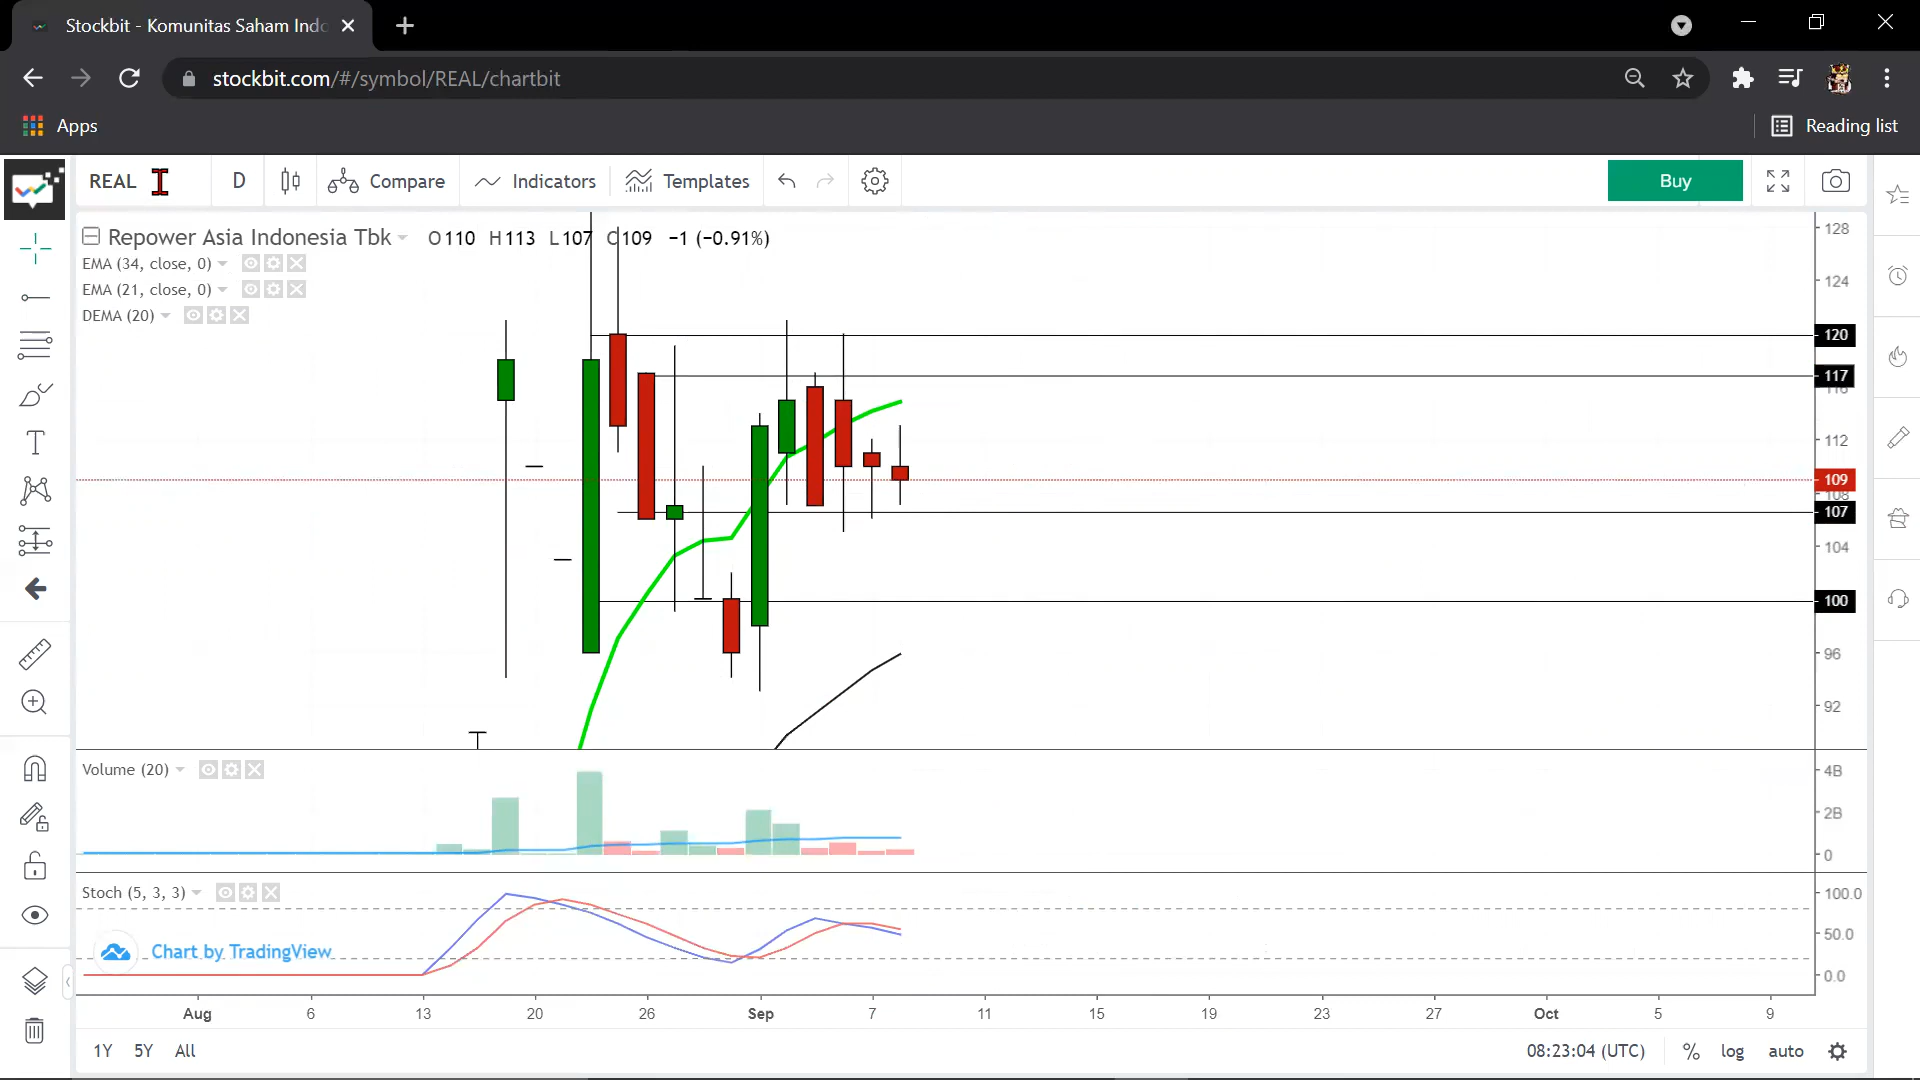 Stockbit - Komunitas Saham Indo
stockbit.com/#/symbol/REAL/chartbit
Apps
Reading list
REAL D Compare Indicators Templates Buy
Repower Asia Indonesia Tbk O110 H113 L107 C109 −1 (−0.91%)
EMA (34, close, 0)
EMA (21, close, 0)
DEMA (20)
128
124
120
117
116
112
109
108
107
104
100
96
92
Volume (20)
4B
2B
0
Stoch (5, 3, 3)
100.0
50.0
0.0
Chart by TradingView
Aug 6 13 20 26 Sep 7 11 15 19 23 27 Oct 5 9
1Y 5Y All 08:23:04 (UTC) % log auto